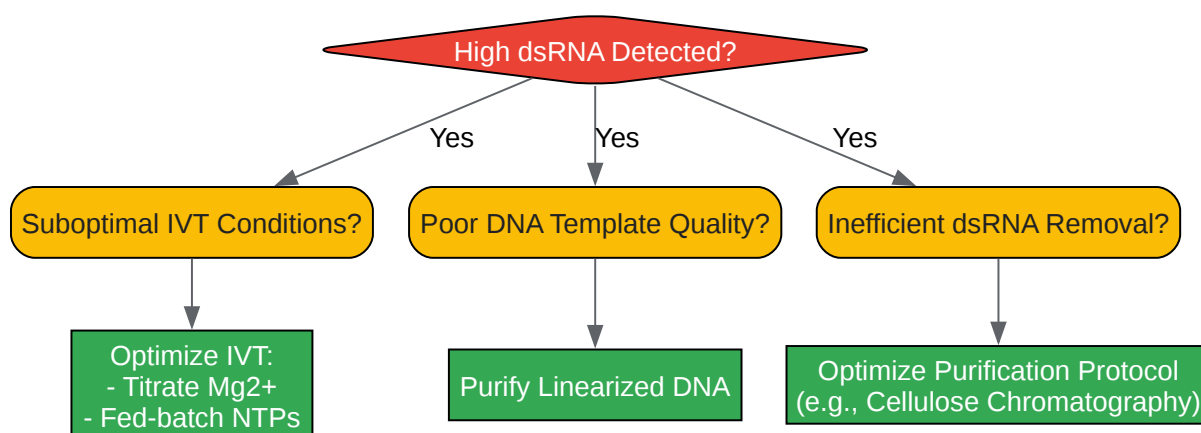 High dsRNA Detected?
Yes
Yes
Yes
Suboptimal IVT Conditions?
Poor DNA Template Quality?
Inefficient dsRNA Removal?
Optimize IVT:
- Titrate Mg2+
- Fed-batch NTPs
Purify Linearized DNA
Optimize Purification Protocol
(e.g., Cellulose Chromatography)